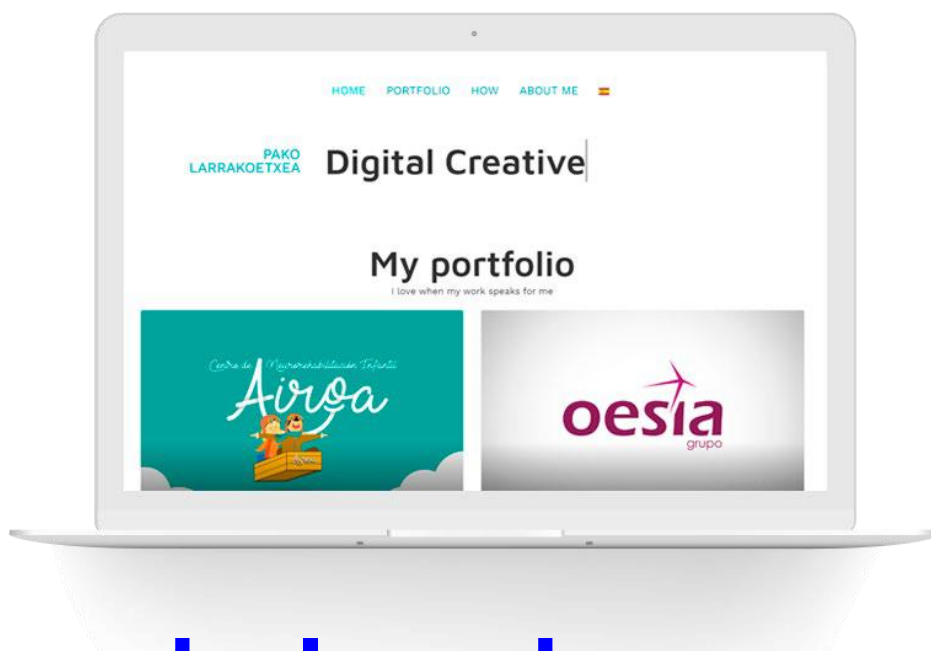 HOME PORTFOLIO HOW ABOUT ME
PAKO
LARRAKOETXEA
Digital Creative
My portfolio
I love when my work speaks for me
Centro de Neurorehabilitación Infantil
Airoa
oesía
grupo